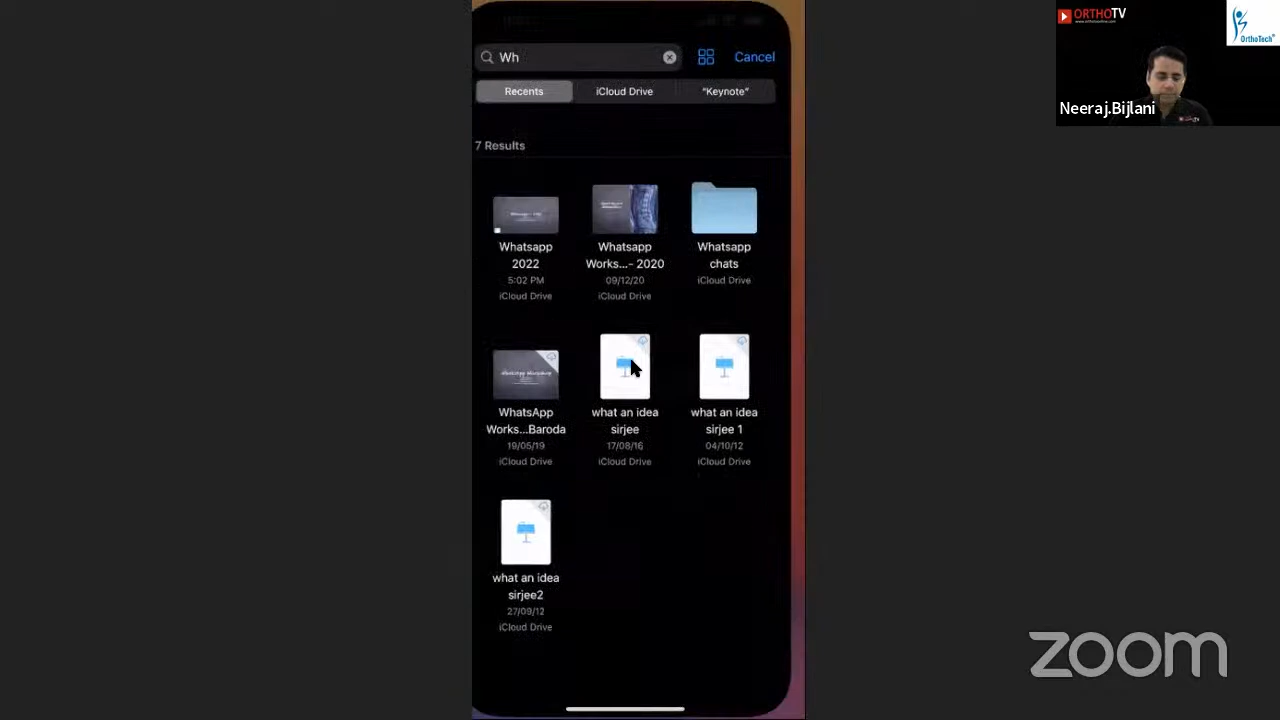 ORTHOTV
OrthoTech
Neeraj.Bijlani
Wh
Cancel
Recents
iCloud Drive
"Keynote"
7 Results
Whatsapp
2022
5:02 PM
iCloud Drive
Whatsapp
Works...- 2020
09/12/20
iCloud Drive
Whatsapp
chats
iCloud Drive
WhatsApp
Works...Baroda
19/05/19
iCloud Drive
what an idea
sirjee
17/08/16
iCloud Drive
what an idea
sirjee 1
04/10/12
iCloud Drive
what an idea
sirjee2
27/09/12
iCloud Drive
zoom